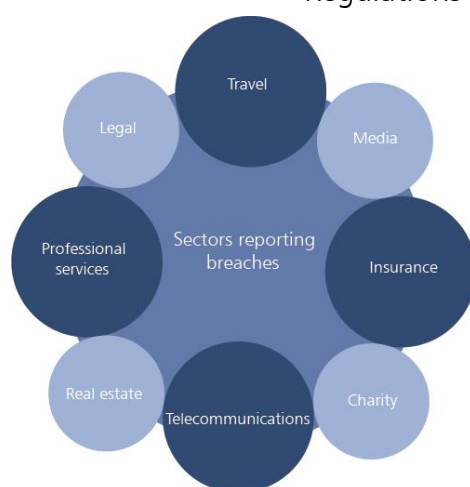 Regulations
Travel
Legal
Media
Sectors reporting
breaches
Professional
services
Insurance
Real estate
Charity
Telecommunications